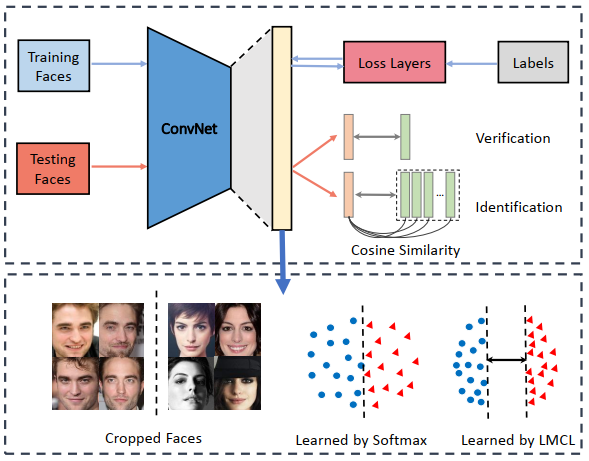 Training
Faces
ConvNet
Loss Layers
Labels
Testing
Faces
Verification
...
Identification
Cosine Similarity
Cropped Faces
Learned by Softmax
Learned by LMCL